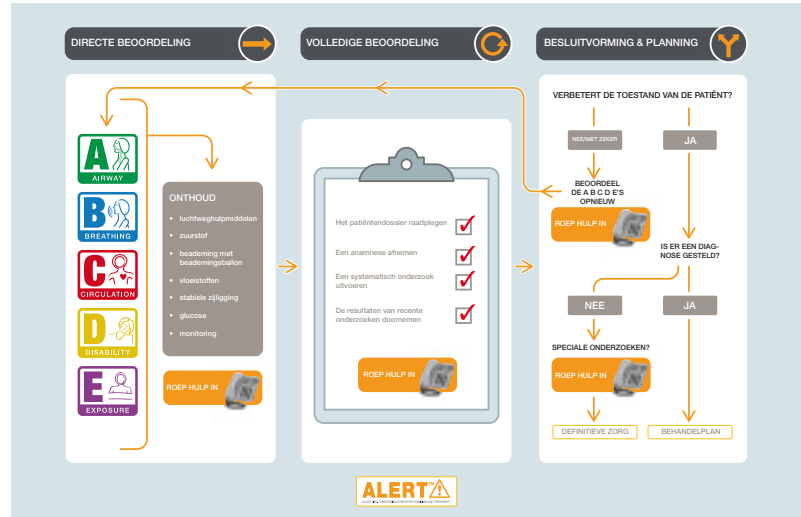 DIRECTE BEOORDELING
VOLLEDIGE BEOORDELING
BESLUITVORMING & PLANNING
A
AIRWAY
B
BREATHING
C
CIRCULATION
D
DISABILITY
E
EXPOSURE
ONTHOUD
• luchtweghulpmiddelen
• zuurstof
• beademing met
beademingsballon
• vloeistoffen
• stabiele zijligging
• glucose
• monitoring
ROEP HULP IN
Het patiëntendossier raadplegen
Een anamnese afnemen
Een systematisch onderzoek
uitvoeren
De resultaten van recente
onderzoeken doornemen
ROEP HULP IN
VERBETERT DE TOESTAND VAN DE PATIËNT?
NEE/NIET ZEKER
JA
BEOORDEEL
DE A B C D E'S
OPNIEUW
ROEP HULP IN
IS ER EEN DIAG-
NOSE GESTELD?
NEE
JA
SPECIALE ONDERZOEKEN?
ROEP HULP IN
DEFINITIEVE ZORG
BEHANDELPLAN
ALERT™